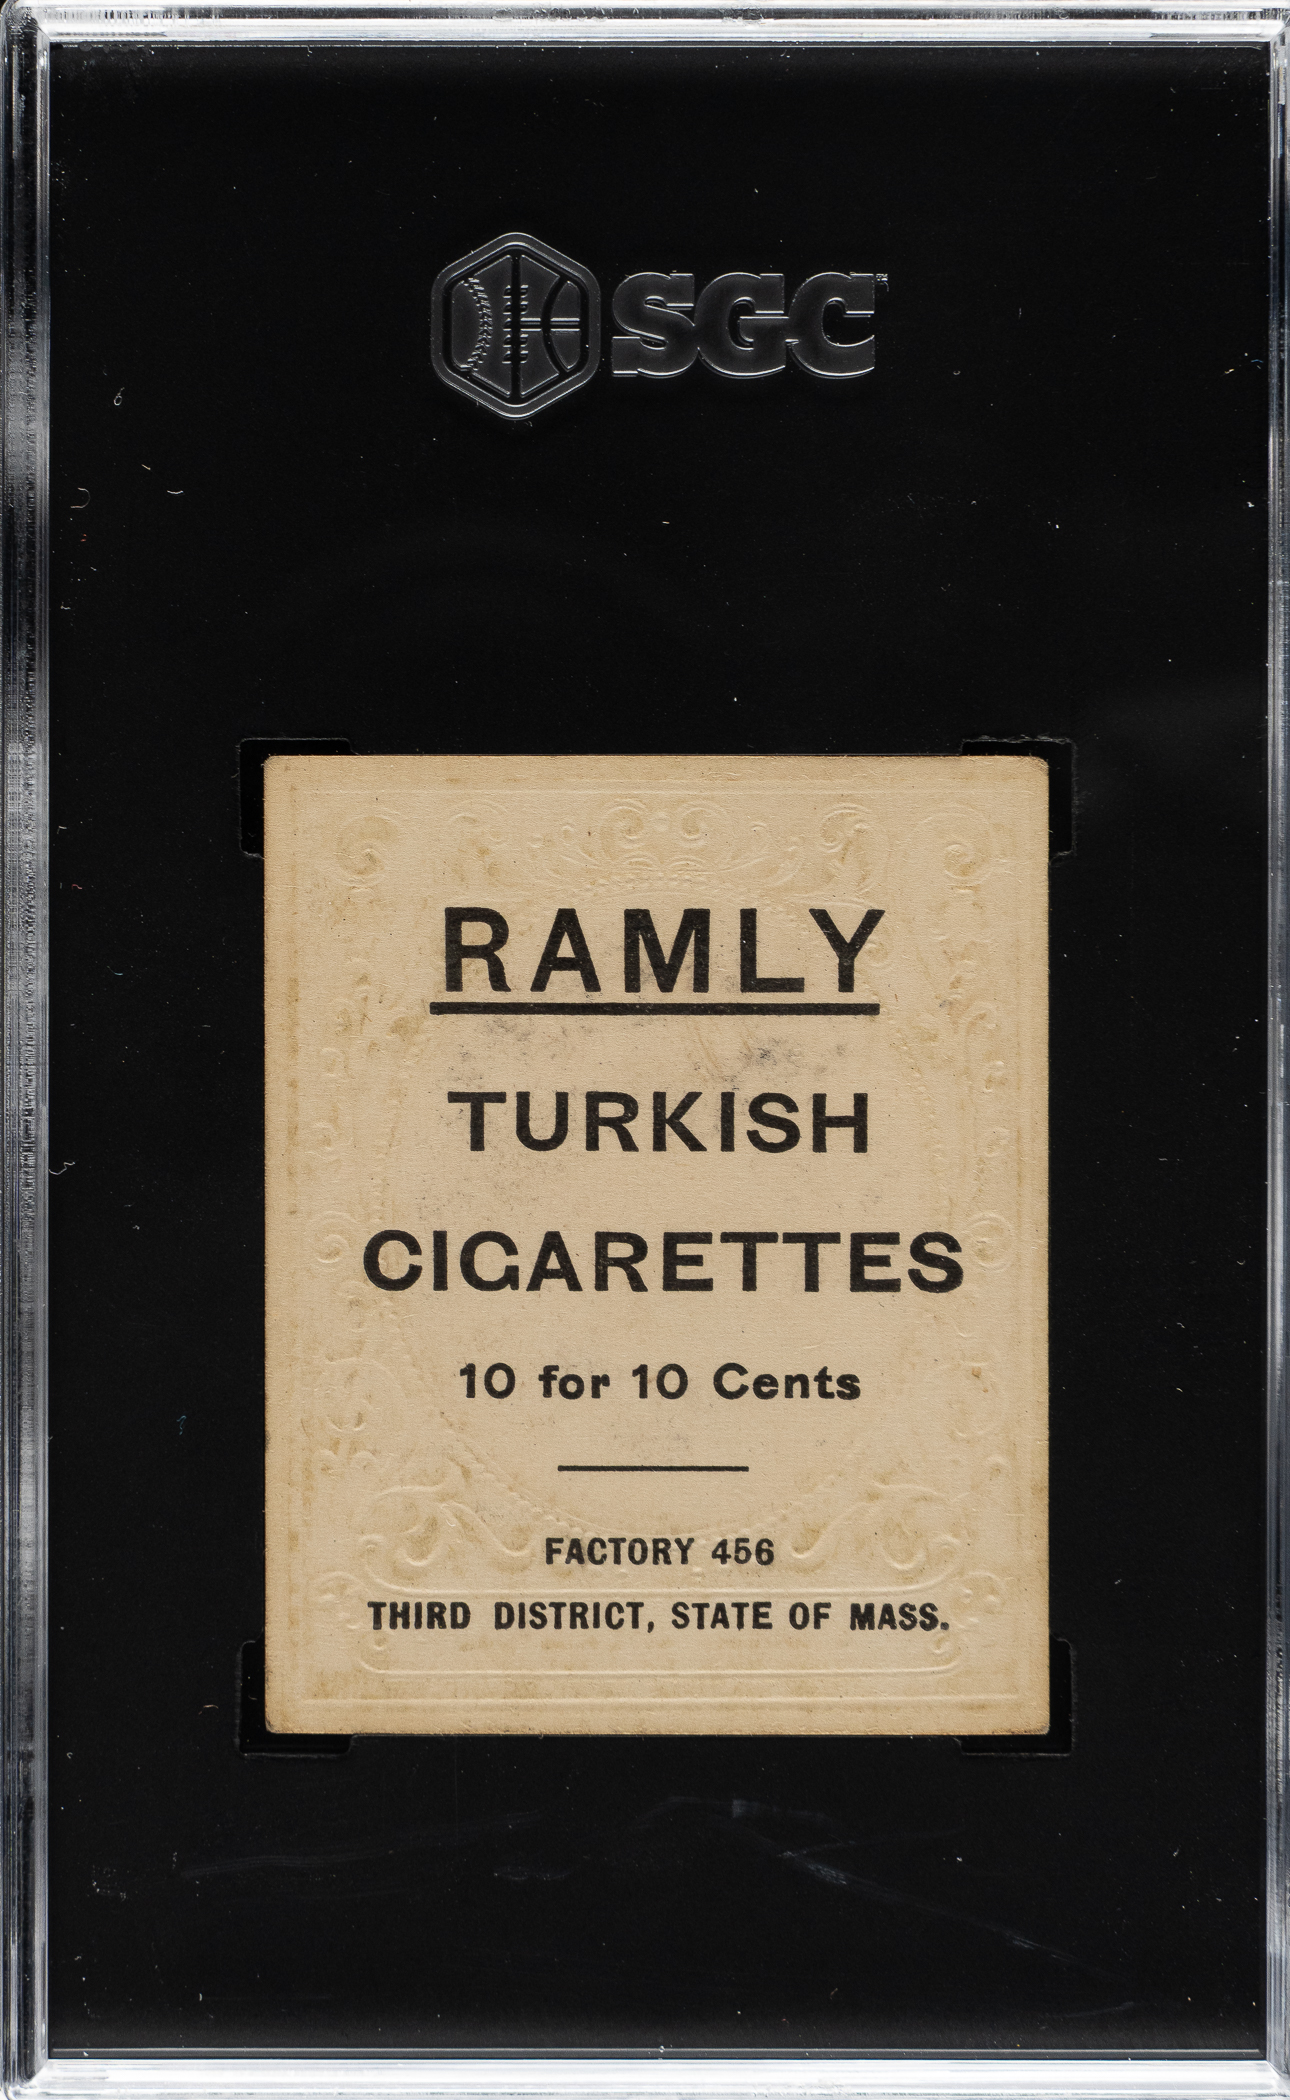 SGC
RAMLY
TURKISH
CIGARETTES
10 for 10 Cents
FACTORY 456
THIRD DISTRICT, STATE OF MASS.